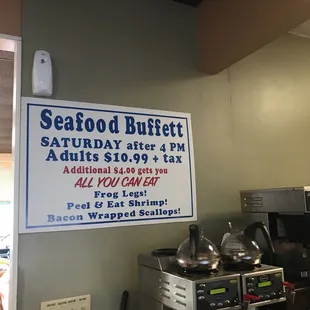 Seafood Buffett
SATURDAY after 4 PM
Adults $10.99 + tax
Additional $4.00 gets you
ALL YOU CAN EAT
Frog Legs!
Peel & Eat Shrimp!
Bacon Wrapped Scallops!